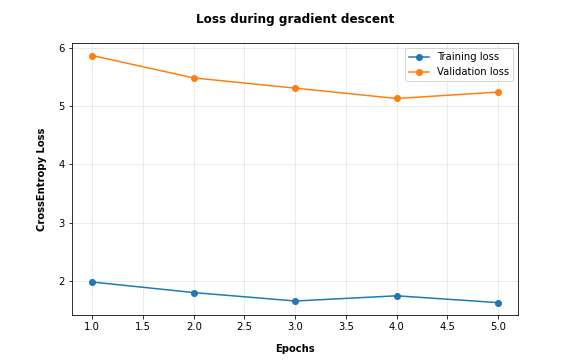 Loss during gradient descent
6
5
4
3
2
CrossEntropy Loss
Training loss
Validation loss
1.0 1.5 2.0 2.5 3.0 3.5 4.0 4.5 5.0
Epochs